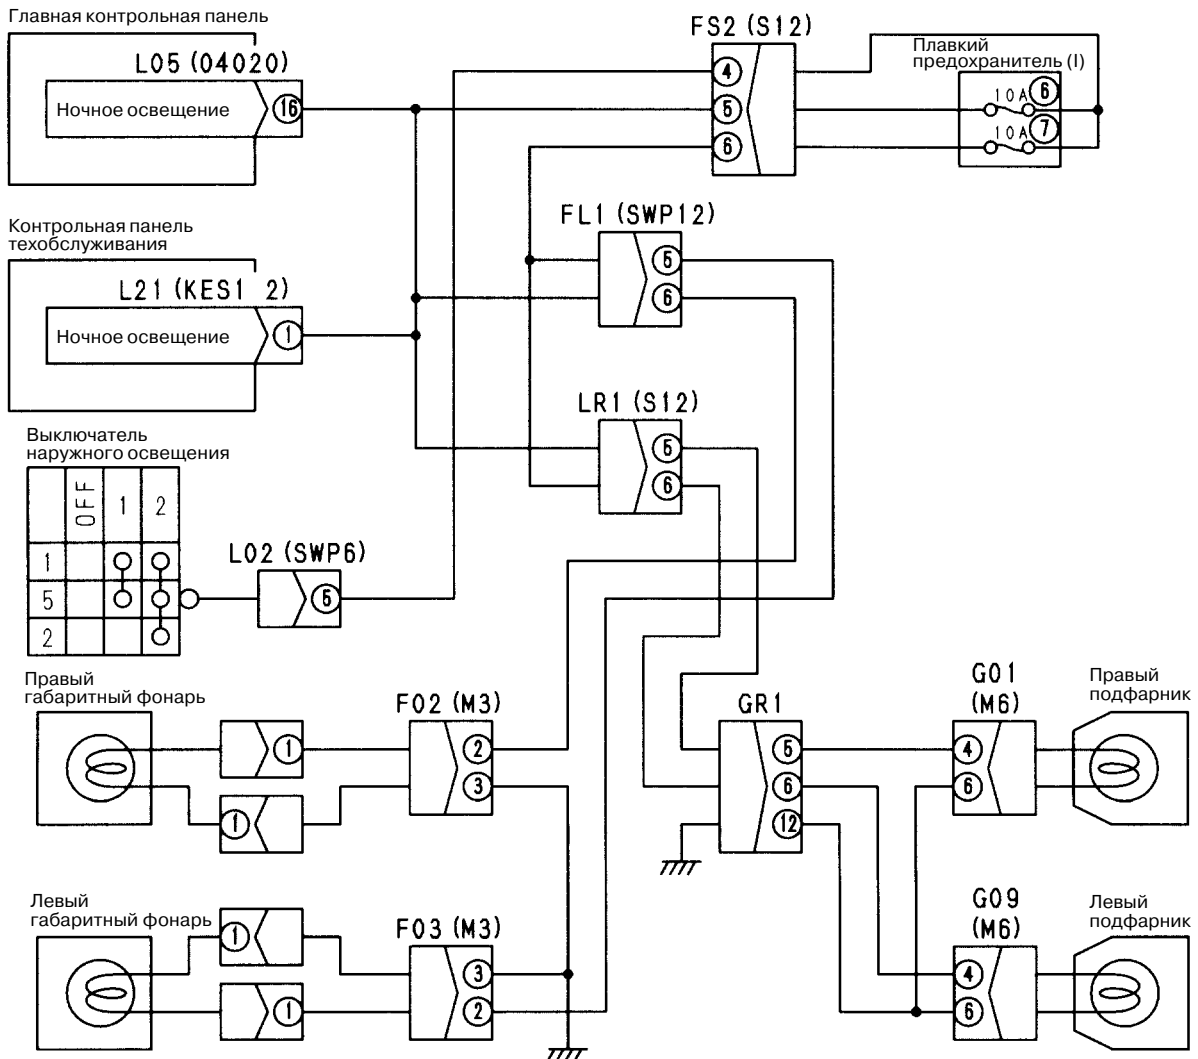 Главная контрольная панель
L05 (04020)
Ночное освещение
16
FS2 (S12)
4
5
6
Плавкий
предохранитель (I)
10A 6
10A 7
Контрольная панель
техобслуживания
L21 (KES1 2)
Ночное освещение
1
FL1 (SWP12)
5
6
LR1 (S12)
5
6
Выключатель
наружного освещения
OFF 1 2
1
5
2
L02 (SWP6)
5
Правый
габаритный фонарь
1
1
F02 (M3)
2
3
GR1
5
6
12
G01
(M6)
4
6
Правый
подфарник
Левый
габаритный фонарь
1
1
F03 (M3)
3
2
G09
(M6)
4
6
Левый
подфарник